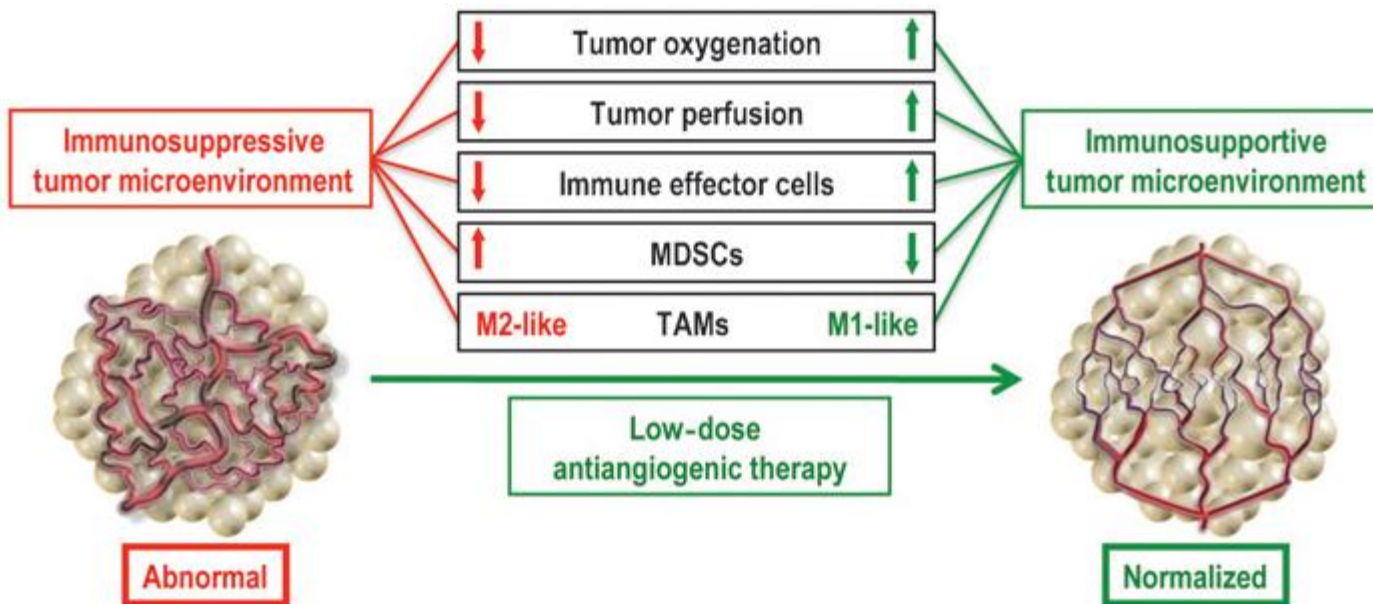 Tumor oxygenation
Tumor perfusion
Immune effector cells
MDSCs
M2-like TAMs M1-like
Immunosuppressive
tumor microenvironment
Immunosupportive
tumor microenvironment
Low-dose
antiangiogenic therapy
Abnormal
Normalized